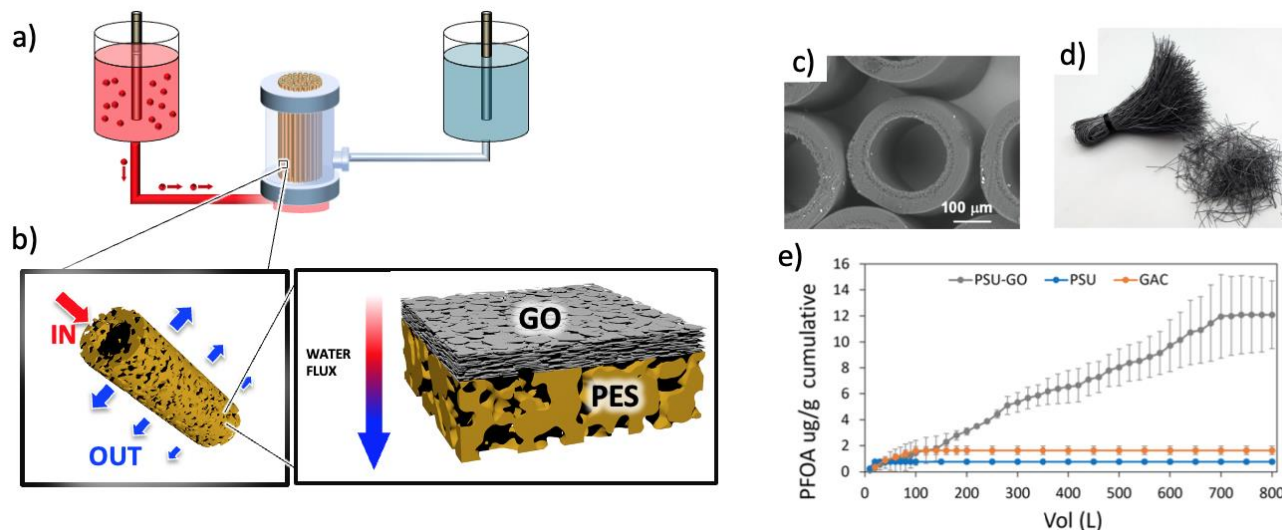 a)
b)
IN
OUT
WATER
FLUX
GO
PES
c)
100 μm
d)
e)
PSU-GO PSU GAC
PFOA ug/g cumulative
16
14
12
10
8
6
4
2
0
0 100 200 300 400 500 600 700 800
Vol (L)